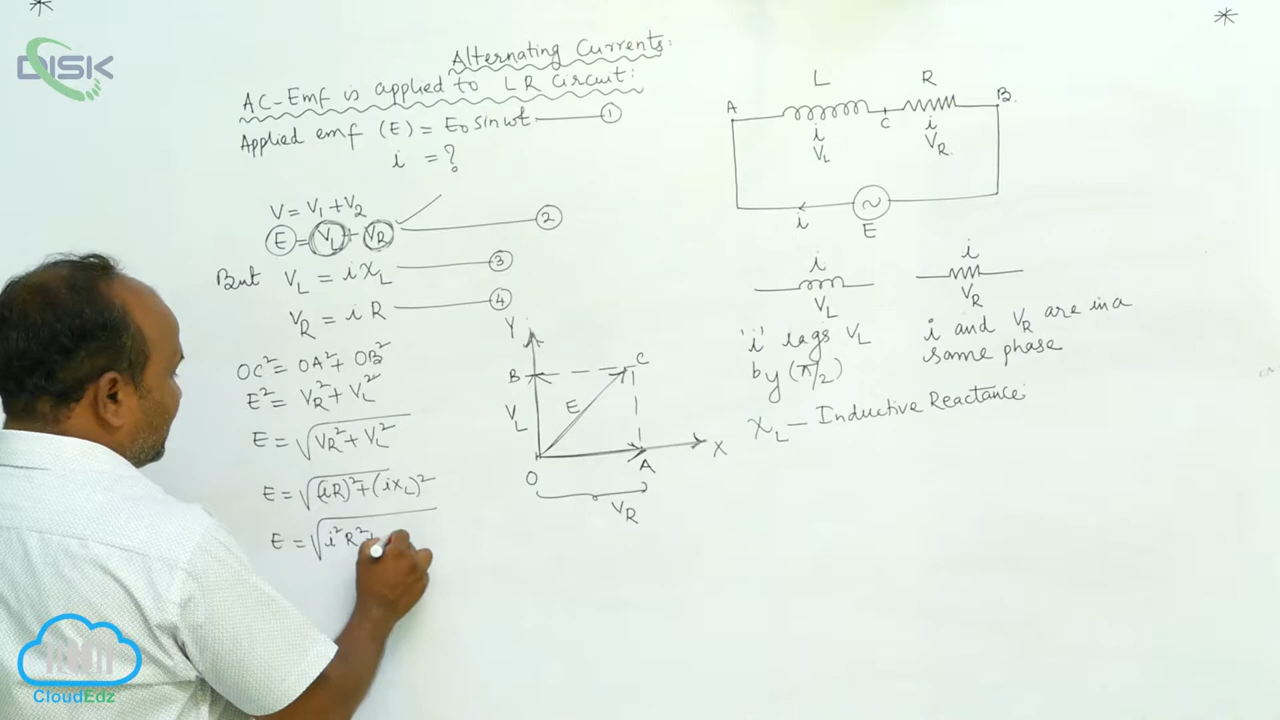 *
*
DISK
Alternating Currents:
AC-Emf is applied to LR Circuit:
Applied emf (E) = E₀ sin ωt — ①
i = ?
V = V₁ + V₂
E = V_L + V_R — ②
But V_L = i X_L — ③
V_R = i R — ④
OC² = OA² + OB²
E² = V_R² + V_L²
E = √(V_R² + V_L²)
E = √((iR)² + (iX_L)²)
E = √(i²R² +
Y
B
C
V_L
E
O
A
X
V_R
L
R
A
C
B
i
i
V_L
V_R
i
~
E
i
V_L
i
V_R
'i' lags V_L
by (π/2)
i and V_R are in a
same phase
X_L — Inductive Reactance
CloudEdz